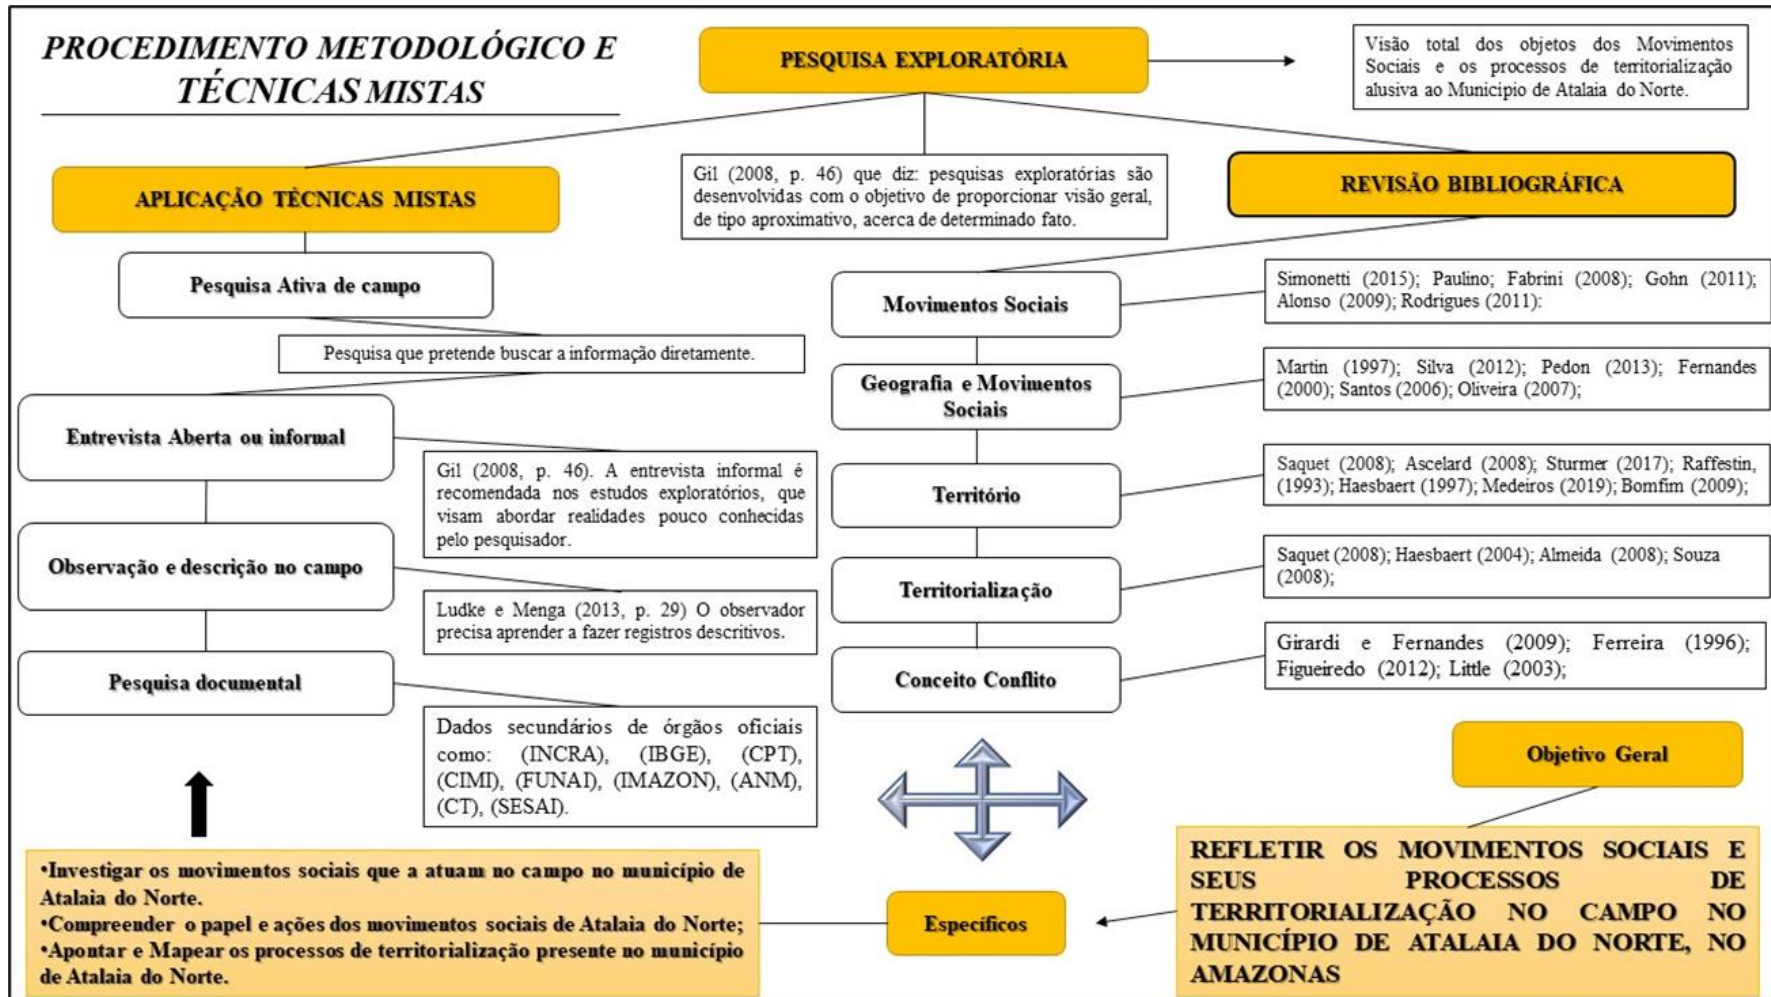 PROCEDIMENTO METODOLÓGICO E
TÉCNICAS MISTAS
PESQUISA EXPLORATÓRIA
Visão total dos objetos dos Movimentos
Sociais e os processos de territorialização
alusiva ao Município de Atalaia do Norte.
Gil (2008, p. 46) que diz: pesquisas exploratórias são
desenvolvidas com o objetivo de proporcionar visão geral,
de tipo aproximativo, acerca de determinado fato.
APLICAÇÃO TÈCNICAS MISTAS
Pesquisa Ativa de campo
Pesquisa que pretende buscar a informação diretamente.
Entrevista Aberta ou informal
Gil (2008, p. 46). A entrevista informal é
recomendada nos estudos exploratórios, que
visam abordar realidades pouco conhecidas
pelo pesquisador.
Observação e descrição no campo
Ludke e Menga (2013, p. 29) O observador
precisa aprender a fazer registros descritivos.
Pesquisa documental
Dados secundários de órgãos oficiais
como: (INCRA), (IBGE), (CPT),
(CIMI), (FUNAI), (IMAZON), (ANM),
(CT), (SESAI).
REVISÃO BIBLIOGRÁFICA
Movimentos Sociais
Simonetti (2015); Paulino; Fabrini (2008); Gohn (2011);
Alonso (2009); Rodrigues (2011):
Geografia e Movimentos
Sociais
Martin (1997); Silva (2012); Pedon (2013); Fernandes
(2000); Santos (2006); Oliveira (2007);
Território
Saquet (2008); Ascelard (2008); Sturmer (2017); Raffestin,
(1993); Haesbaert (1997); Medeiros (2019); Bomfim (2009);
Territorialização
Saquet (2008); Haesbaert (2004); Almeida (2008); Souza
(2008);
Conceito Conflito
Girardi e Fernandes (2009); Ferreira (1996);
Figueiredo (2012); Little (2003);
Objetivo Geral
REFLETIR OS MOVIMENTOS SOCIAIS E
SEUS PROCESSOS DE
TERRITORIALIZAÇÃO NO CAMPO NO
MUNICÍPIO DE ATALAIA DO NORTE, NO
AMAZONAS
Específicos
•Investigar os movimentos sociais que a atuam no campo no município de
Atalaia do Norte.
•Compreender o papel e ações dos movimentos sociais de Atalaia do Norte;
•Apontar e Mapear os processos de territorialização presente no município
de Atalaia do Norte.